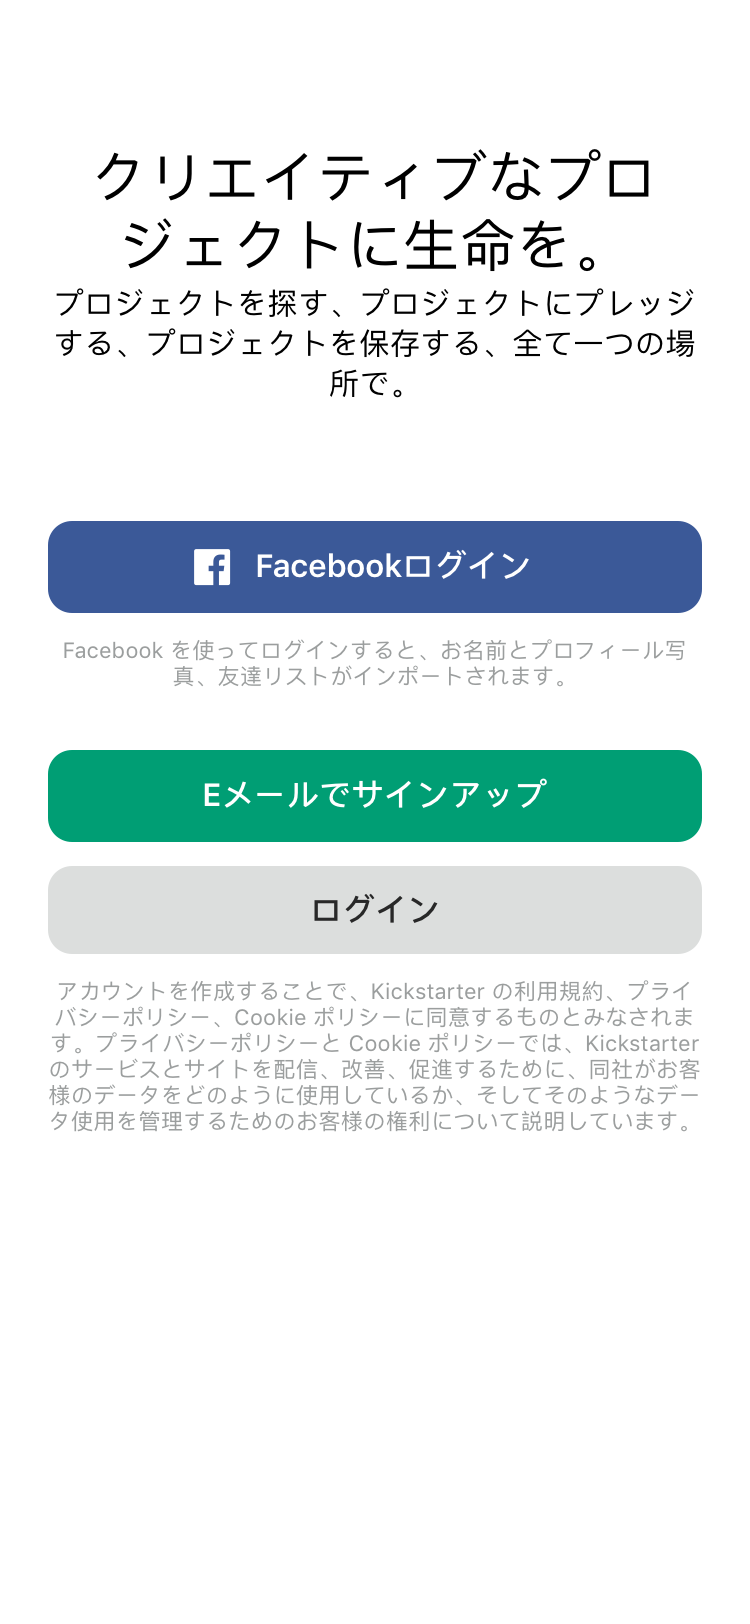 クリエイティブなプロ
ジェクトに生命を。
プロジェクトを探す、プロジェクトにプレッジ
する、プロジェクトを保存する、全て一つの場
所で。
Facebookログイン
Facebook を使ってログインすると、お名前とプロフィール写
真、友達リストがインポートされます。
Eメールでサインアップ
ログイン
アカウントを作成することで、Kickstarter の利用規約、プライ
バシーポリシー、Cookie ポリシーに同意するものとみなされま
す。プライバシーポリシーと Cookie ポリシーでは、Kickstarter
のサービスとサイトを配信、改善、促進するために、同社がお客
様のデータをどのように使用しているか、そしてそのようなデー
タ使用を管理するためのお客様の権利について説明しています。